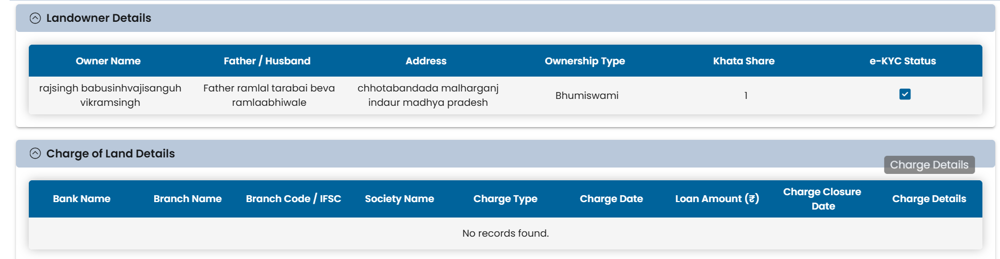 Landowner Details
Owner Name Father / Husband Address Ownership Type Khata Share e-KYC Status
rajsingh babusinhvajisanguh Father ramlal tarabai beva chhotabandada malharganj
vikramsingh ramlaabhiwale indaur madhya pradesh Bhumiswami 1
Charge of Land Details
Charge Details
Bank Name Branch Name Branch Code / IFSC Society Name Charge Type Charge Date Loan Amount (₹) Charge Closure Charge Details
Date
No records found.